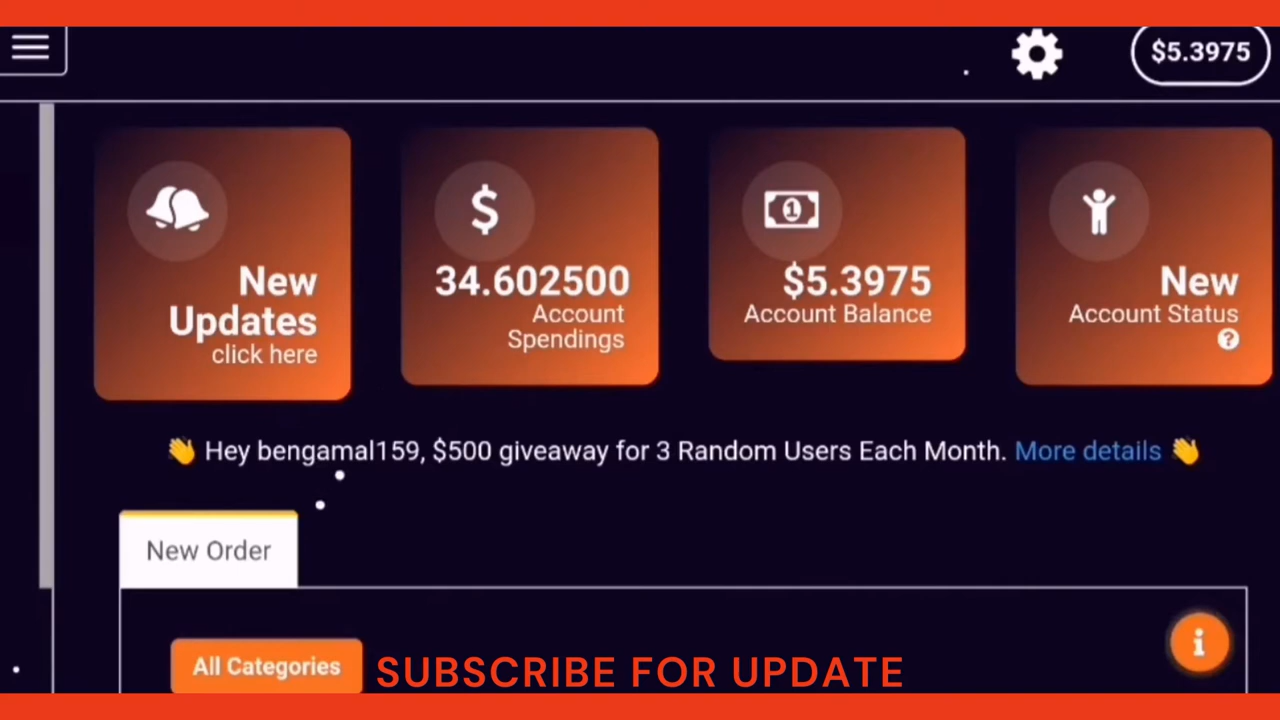 $5.3975
New
Updates
click here
34.602500
Account
Spendings
1
$5.3975
Account Balance
New
Account Status
?
👋 Hey bengamal159, $500 giveaway for 3 Random Users Each Month. More details 👋
New Order
i
All Categories
SUBSCRIBE FOR UPDATE